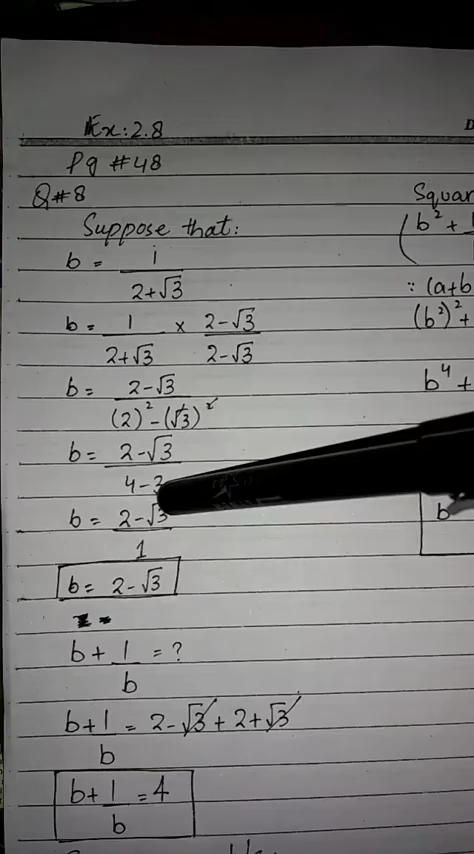 Ex: 2.8
Pg #48
Q#8
Suppose that:
b = 1/(2+√3)
b = 1/(2+√3) × (2-√3)/(2-√3)
b = (2-√3)/((2)²-(√3)²)
b = (2-√3)/(4-3)
b = (2-√3)/1
b = 2-√3
b + 1/b = ?
b+1/b = 2-√3+2+√3
b+1/b = 4
(b² +
∵ (a+b
(b²)² +
b⁴ +
b